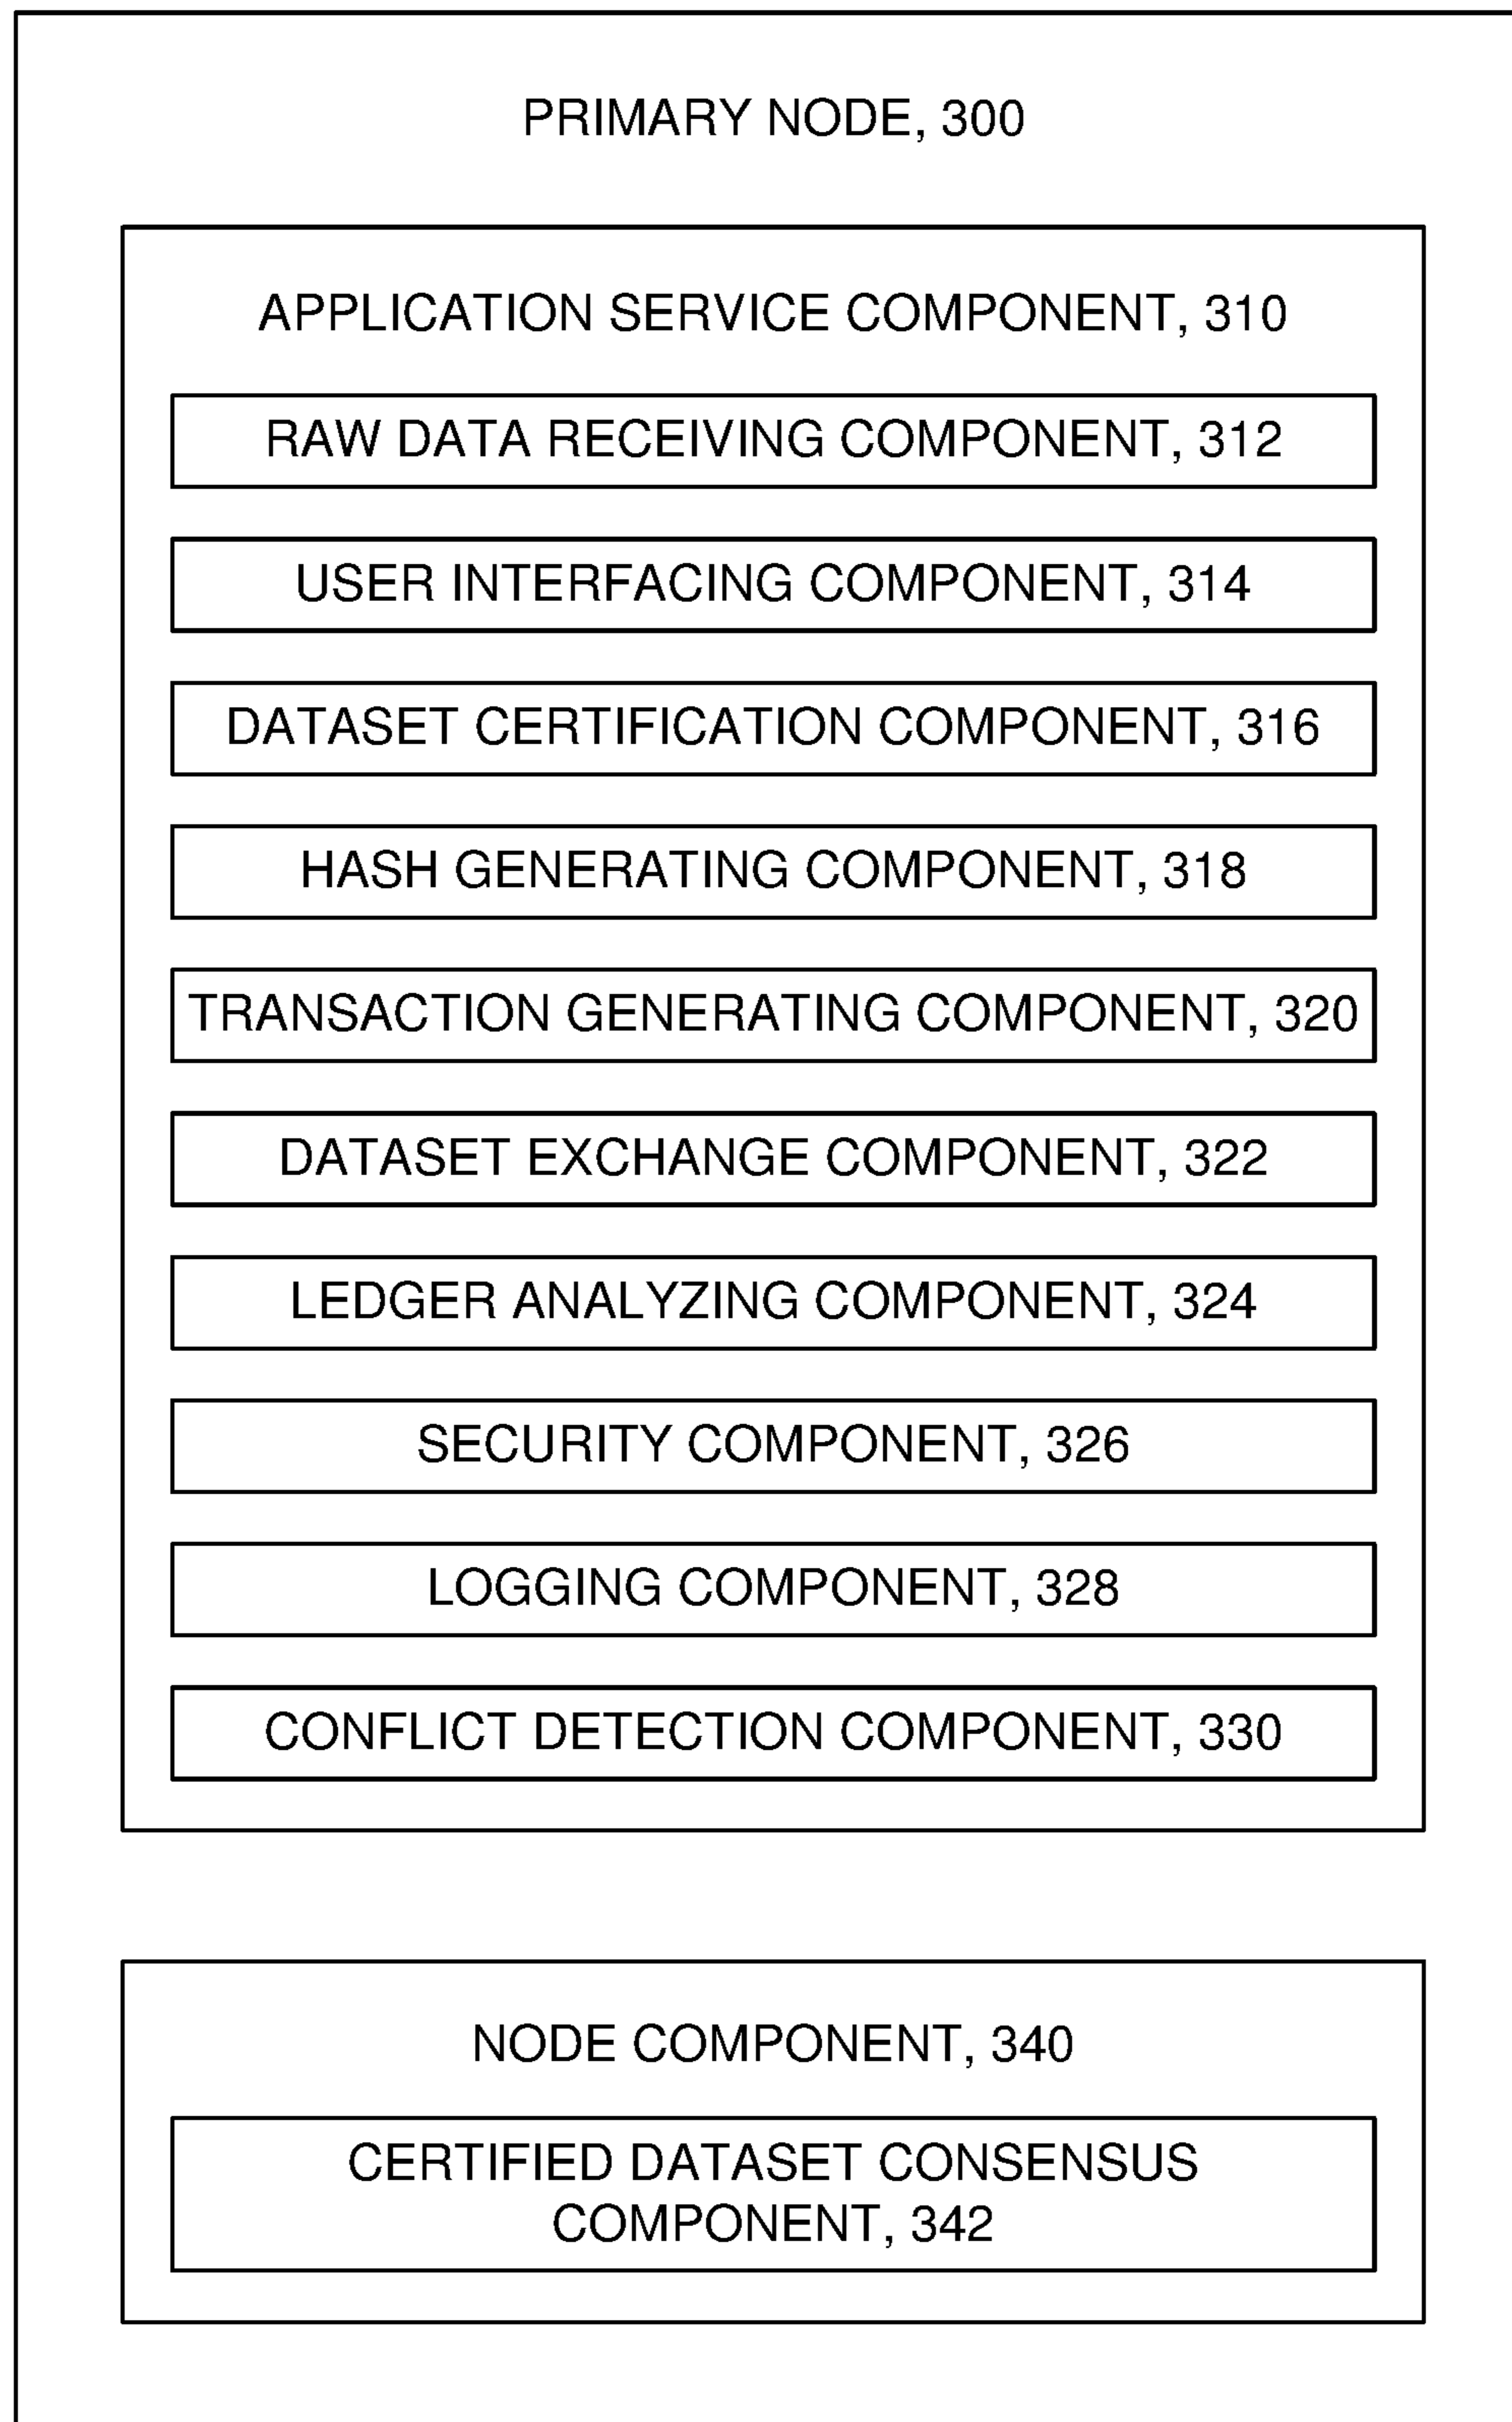 PRIMARY NODE, 300
APPLICATION SERVICE COMPONENT, 310
RAW DATA RECEIVING COMPONENT, 312
USER INTERFACING COMPONENT, 314
DATASET CERTIFICATION COMPONENT, 316
HASH GENERATING COMPONENT, 318
TRANSACTION GENERATING COMPONENT, 320
DATASET EXCHANGE COMPONENT, 322
LEDGER ANALYZING COMPONENT, 324
SECURITY COMPONENT, 326
LOGGING COMPONENT, 328
CONFLICT DETECTION COMPONENT, 330
NODE COMPONENT, 340
CERTIFIED DATASET CONSENSUS
COMPONENT, 342